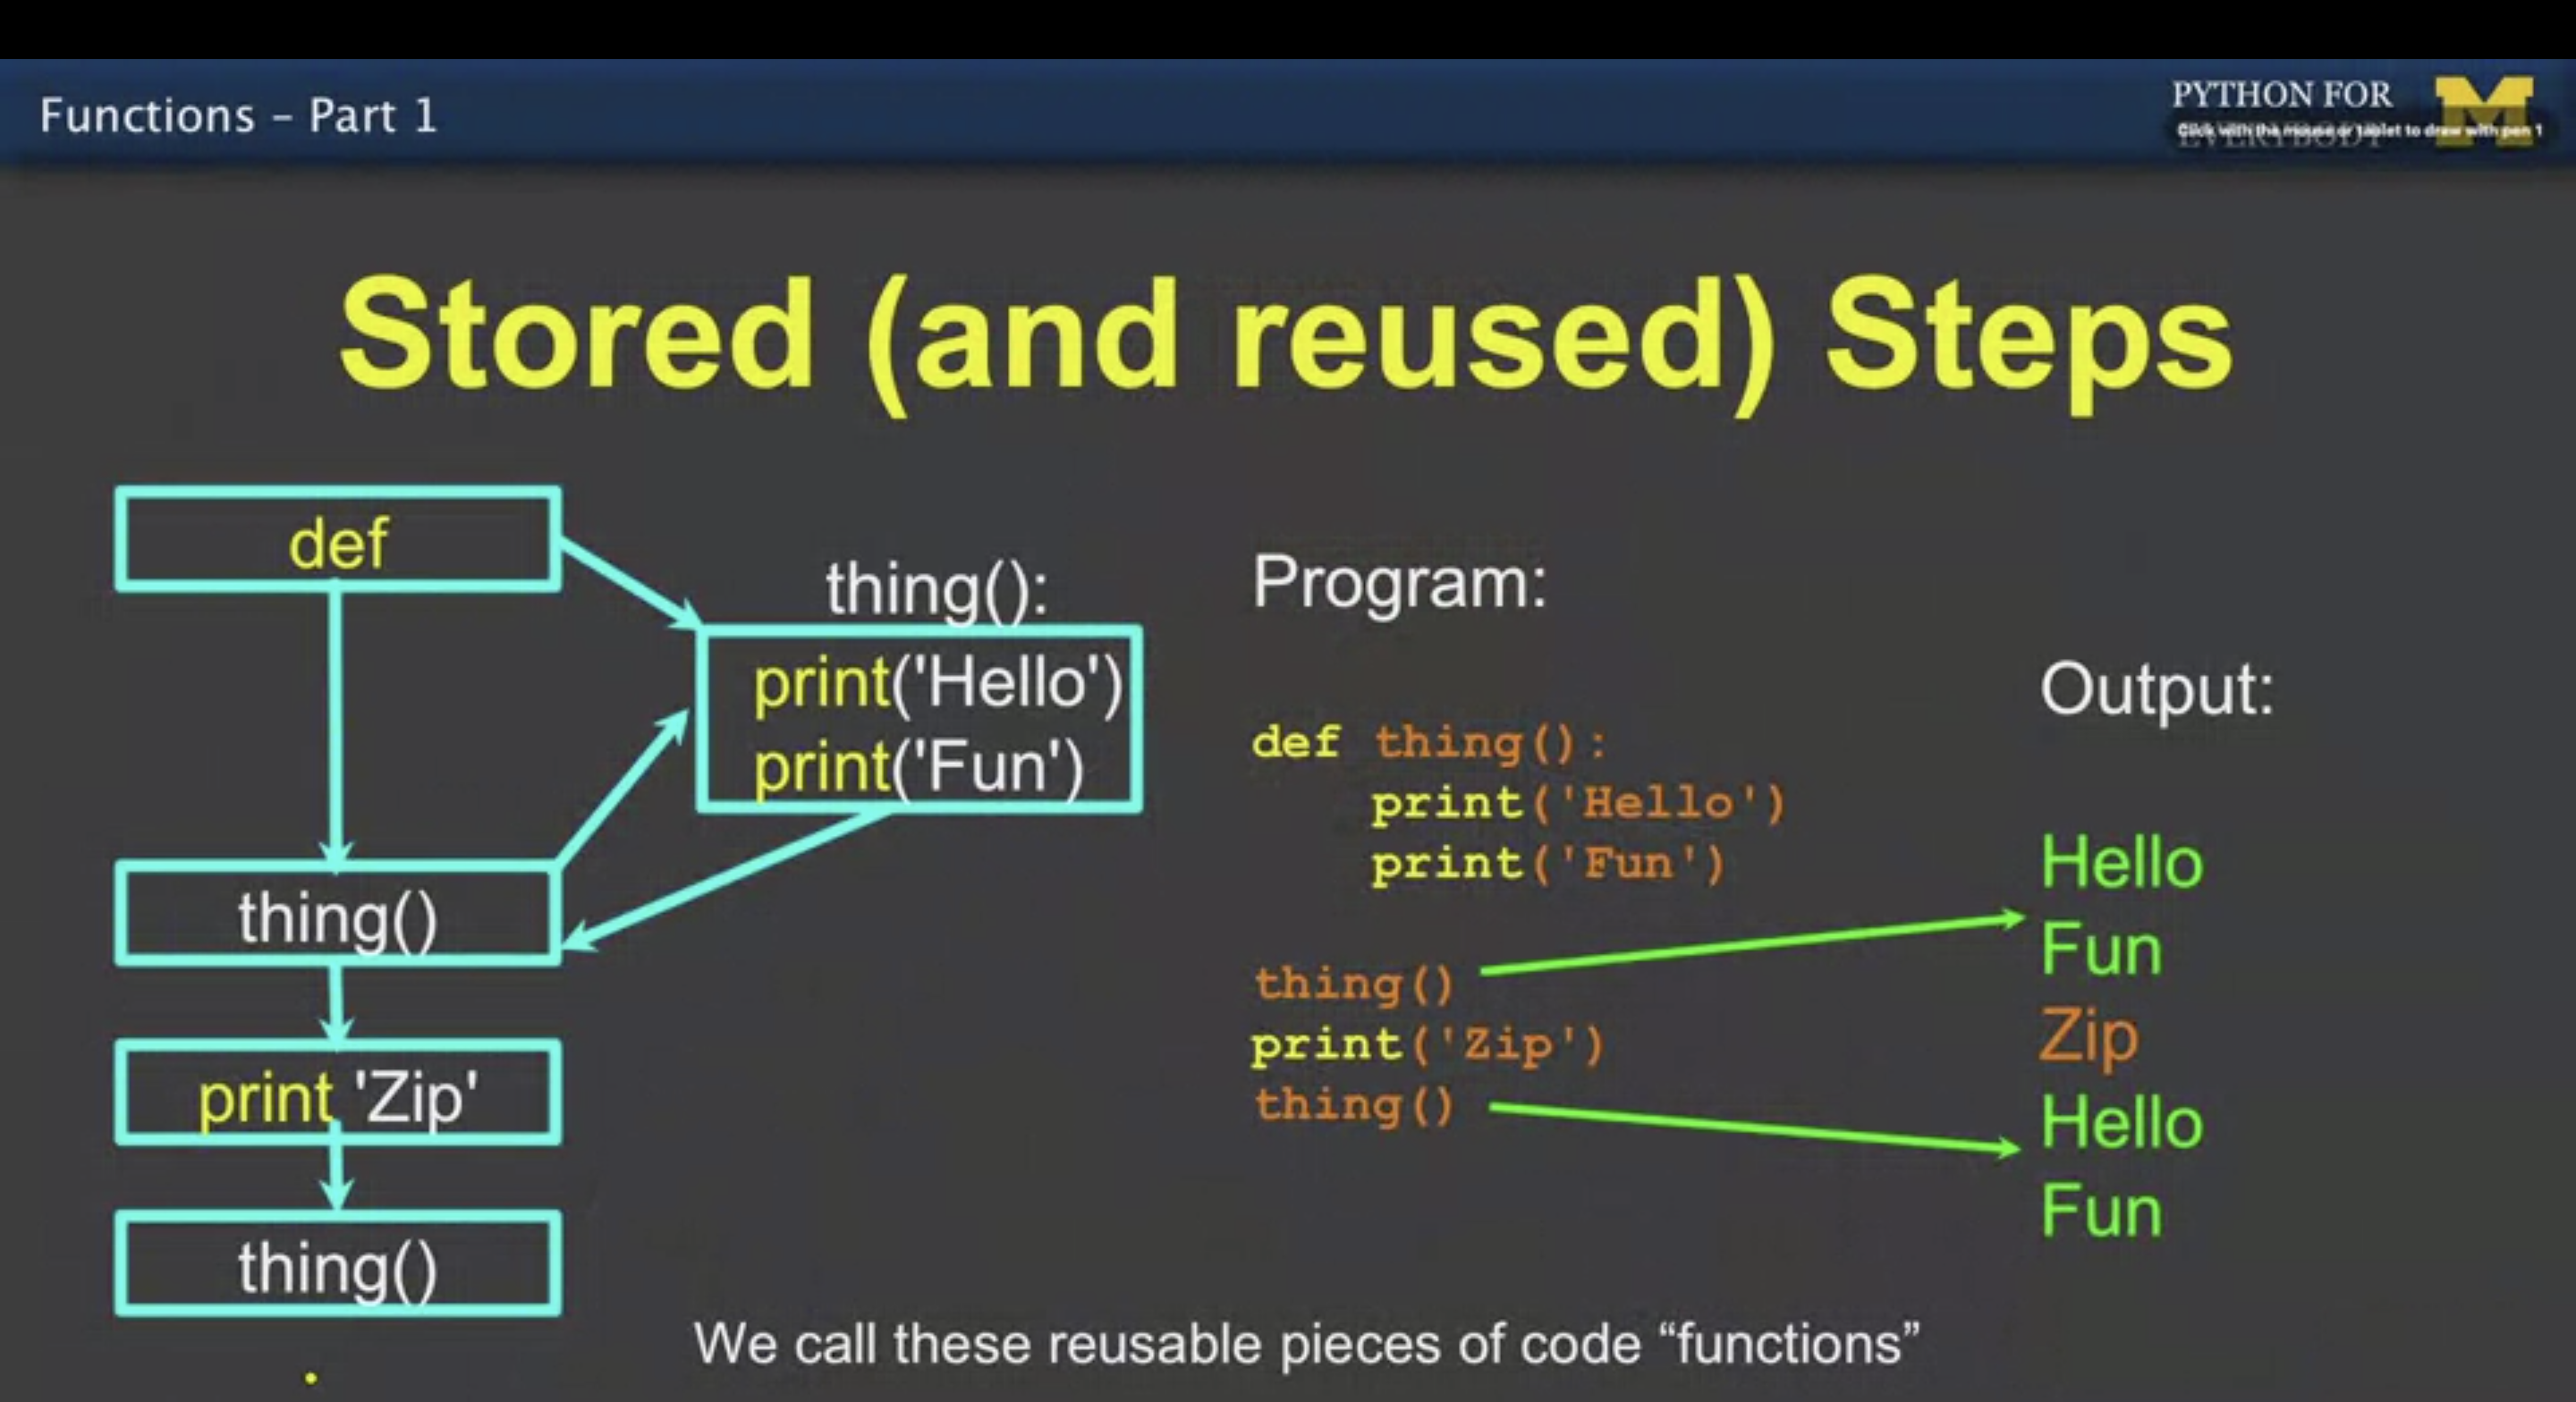 Functions – Part 1
PYTHON FOR
EVERYBODY
Click with the mouse or tablet to draw with pen 1
Stored (and reused) Steps
def
thing():
print('Hello')
print('Fun')
thing()
print 'Zip'
thing()
Program:
def thing():
    print('Hello')
    print('Fun')
thing()
print('Zip')
thing()
Output:
Hello
Fun
Zip
Hello
Fun
We call these reusable pieces of code “functions”